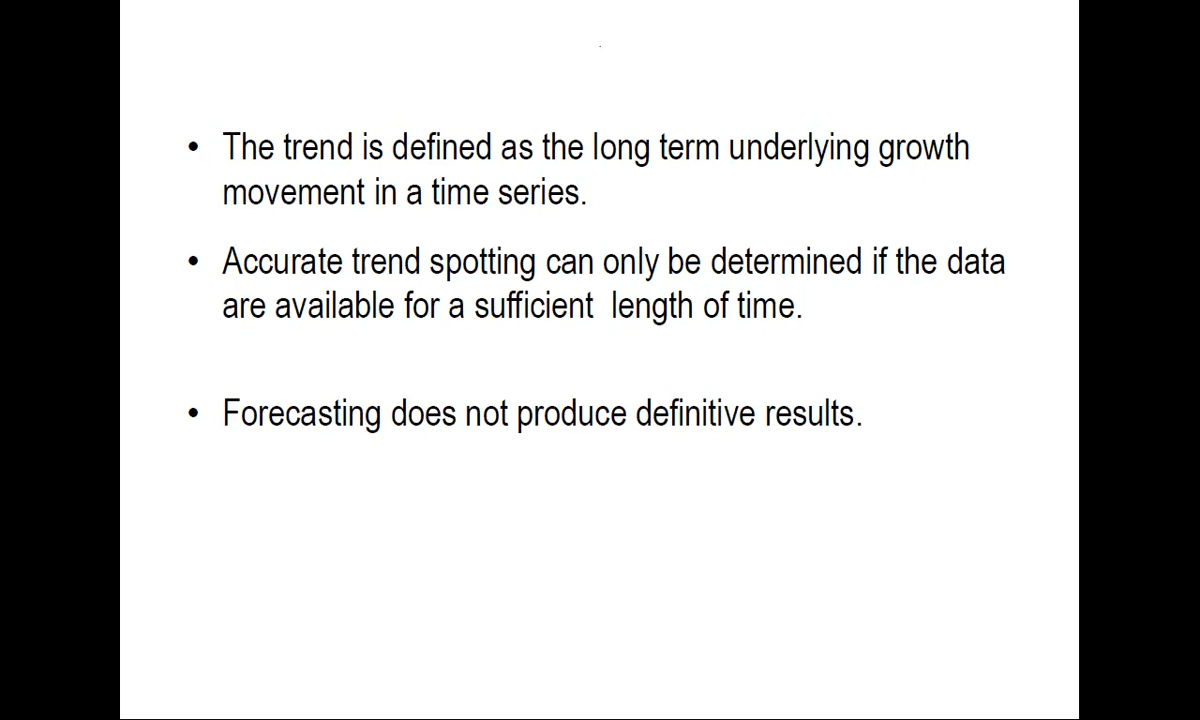 • The trend is defined as the long term underlying growth
movement in a time series.
• Accurate trend spotting can only be determined if the data
are available for a sufficient  length of time.
• Forecasting does not produce definitive results.